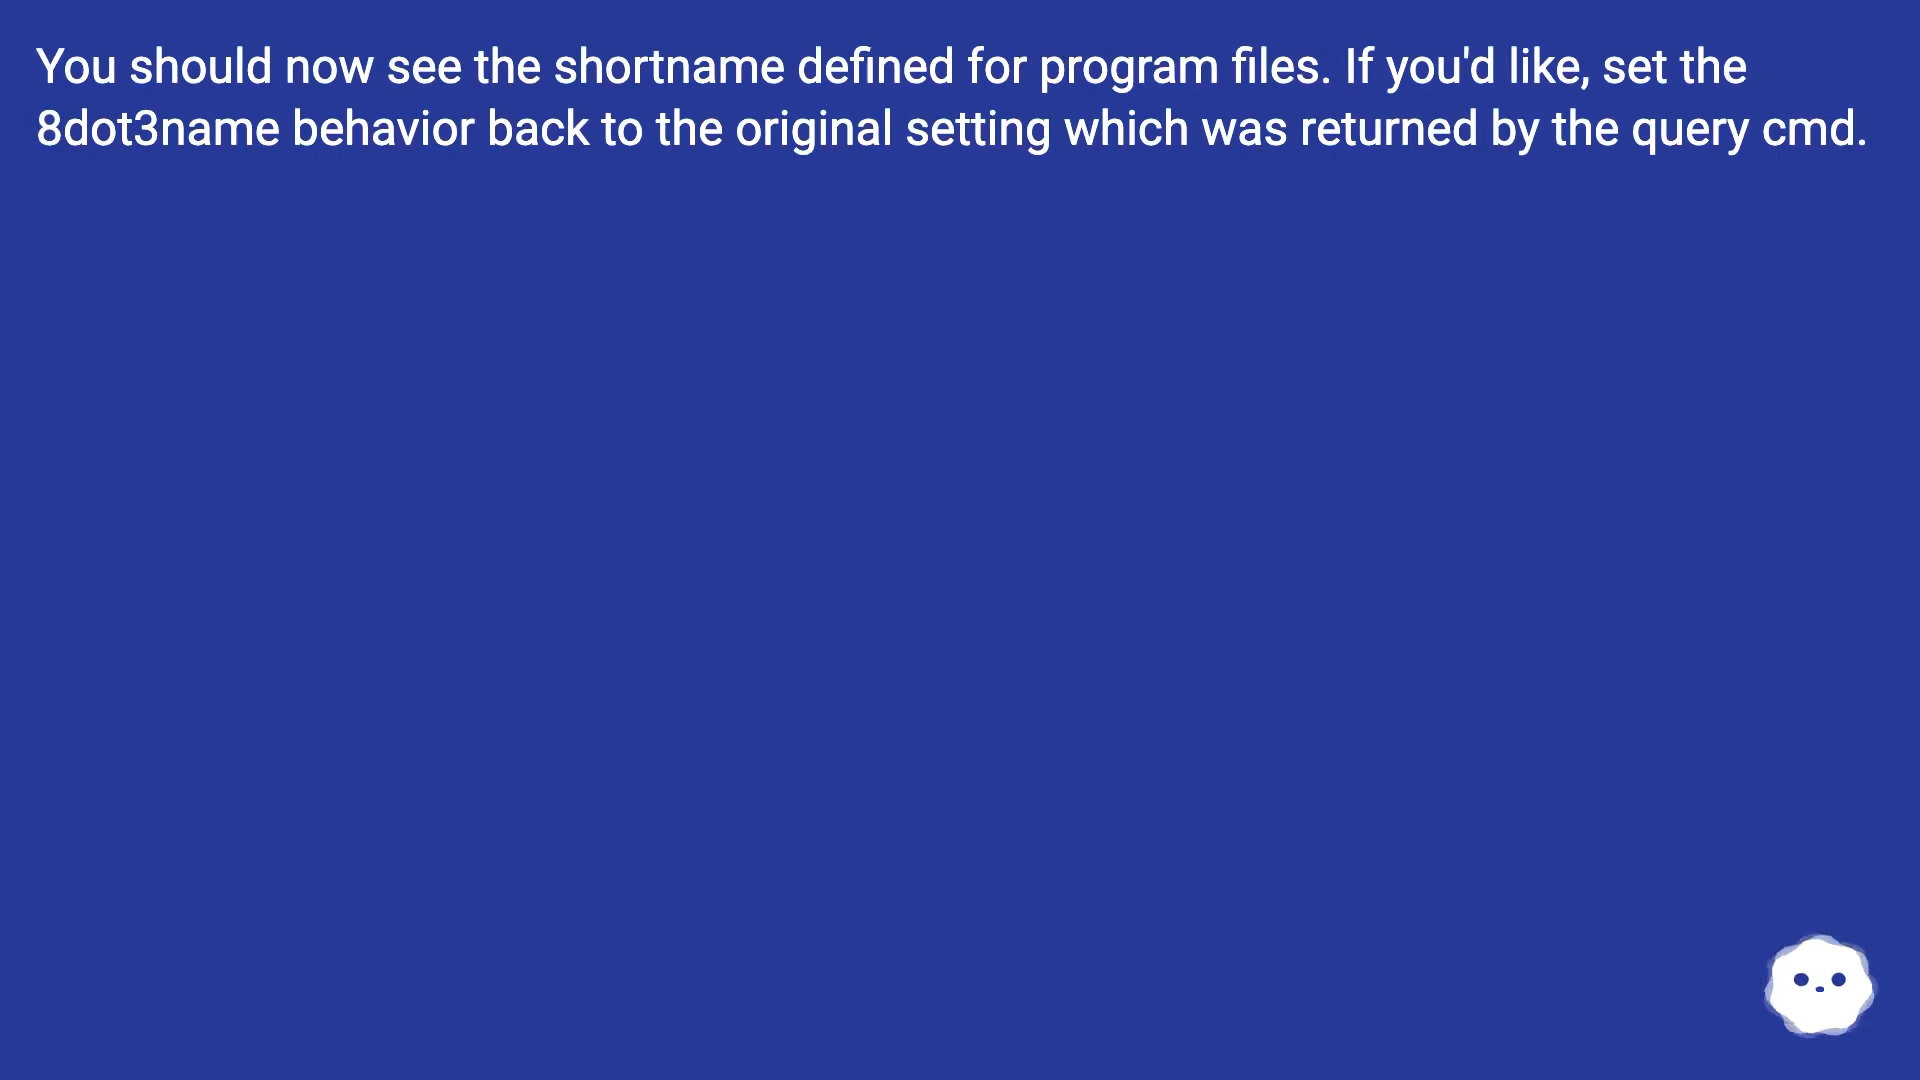 You should now see the shortname defined for program files. If you'd like, set the
8dot3name behavior back to the original setting which was returned by the query cmd.